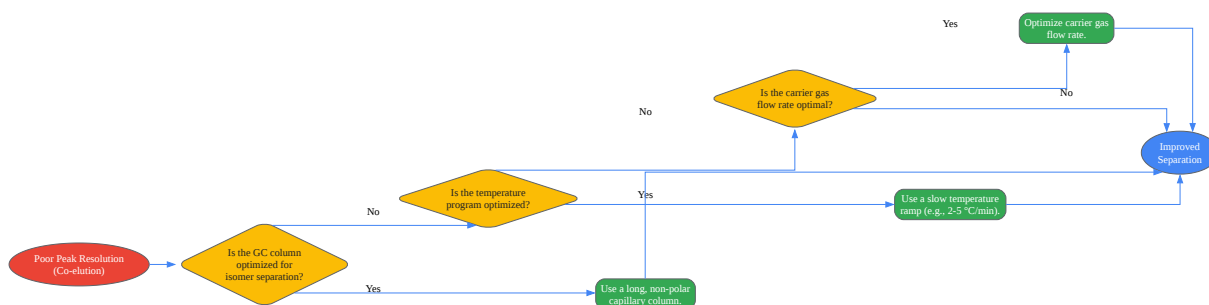 Poor Peak Resolution
(Co-elution)
Is the GC column
optimized for
isomer separation?
No
Yes
Is the temperature
program optimized?
No
Yes
Use a long, non-polar
capillary column.
Is the carrier gas
flow rate optimal?
Yes
No
Use a slow temperature
ramp (e.g., 2-5 °C/min).
Optimize carrier gas
flow rate.
Improved
Separation